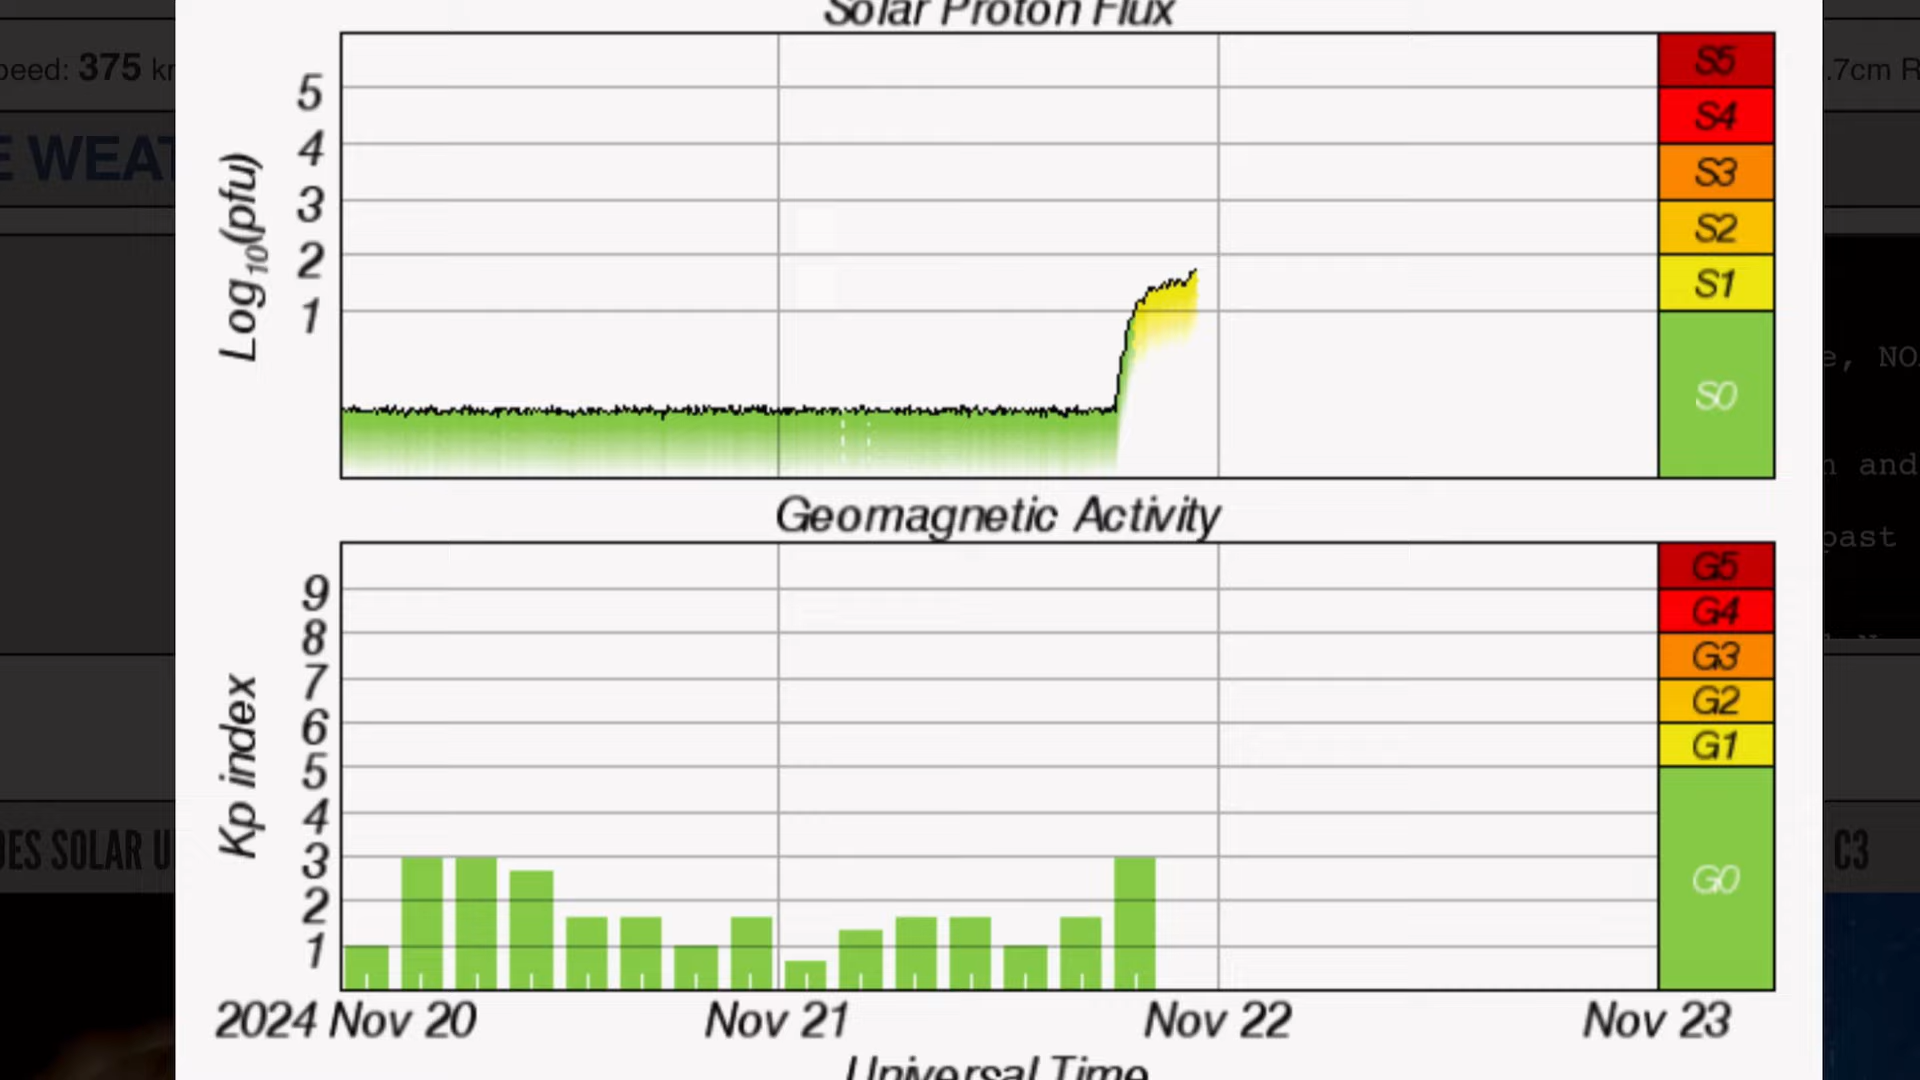 Solar Proton Flux
peed: 375 km
.7cm R
E WEAT
Log10(pfu)
5
4
3
2
1
S5
S4
S3
S2
S1
S0
e, NO
n and
past
Geomagnetic Activity
Kp index
9
8
7
6
5
4
3
2
1
G5
G4
G3
G2
G1
G0
OES SOLAR U
C3
2024 Nov 20 Nov 21 Nov 22 Nov 23
Universal Time